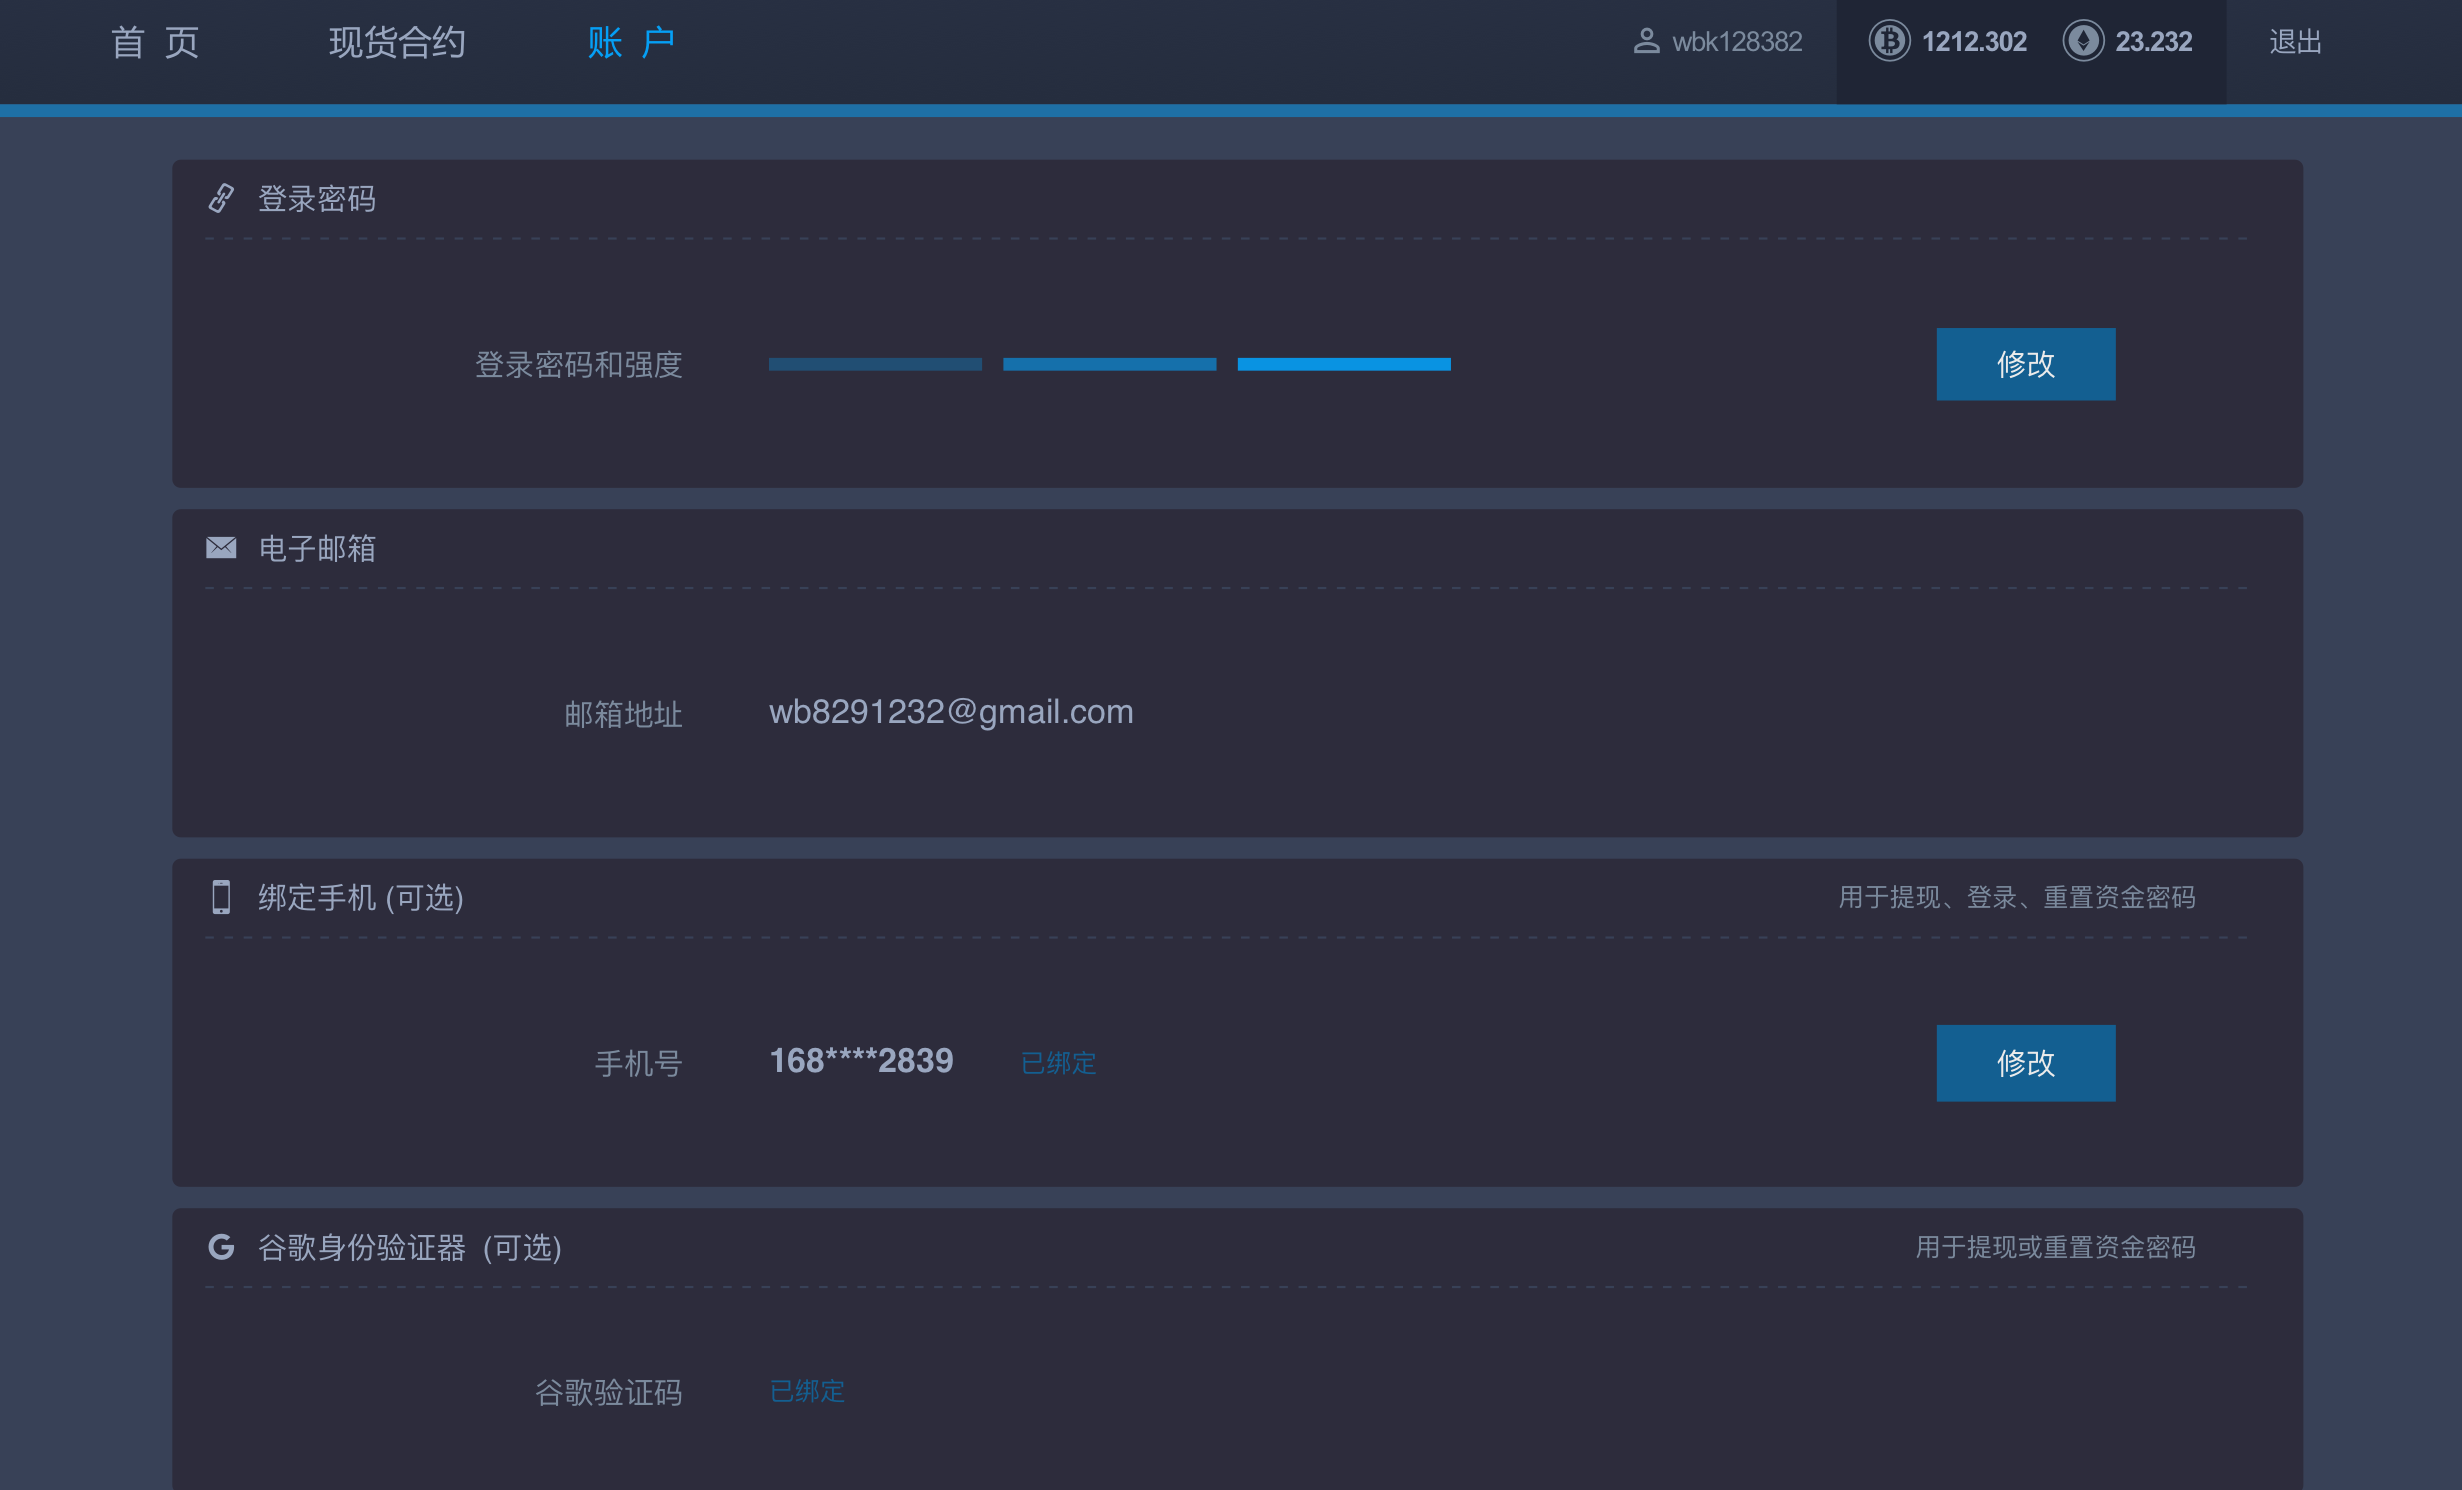 首 页 现货合约 账 户 wbk128382 1212.302 23.232 退出
登录密码
登录密码和强度 修改
电子邮箱
邮箱地址 wb8291232@gmail.com
绑定手机 (可选) 用于提现、登录、重置资金密码
手机号 168****2839 已绑定 修改
谷歌身份验证器 (可选) 用于提现或重置资金密码
谷歌验证码 已绑定